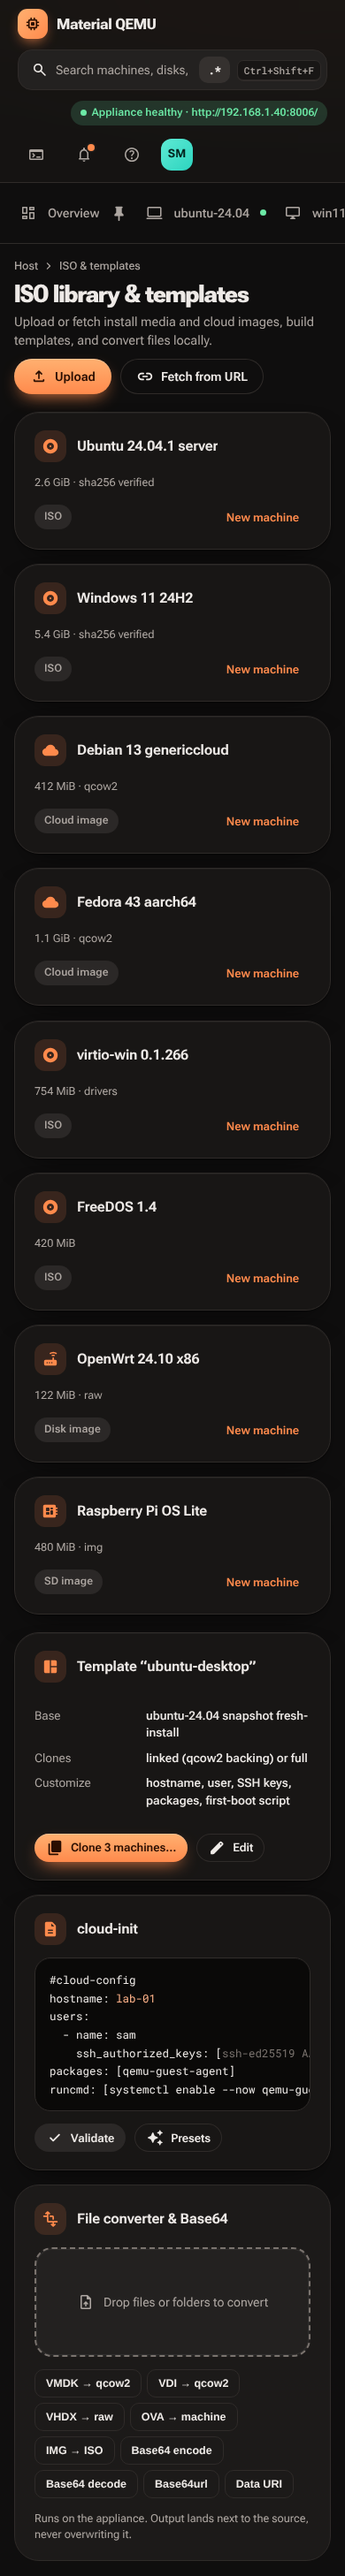 Material QEMU
Search machines, disks,
.*
Ctrl+Shift+F
Appliance healthy · http://192.168.1.40:8006/
SM
Overview
ubuntu-24.04
win11
Host > ISO & templates
ISO library & templates
Upload or fetch install media and cloud images, build
templates, and convert files locally.
Upload
Fetch from URL
Ubuntu 24.04.1 server
2.6 GiB · sha256 verified
ISO
New machine
Windows 11 24H2
5.4 GiB · sha256 verified
ISO
New machine
Debian 13 genericcloud
412 MiB · qcow2
Cloud image
New machine
Fedora 43 aarch64
1.1 GiB · qcow2
Cloud image
New machine
virtio-win 0.1.266
754 MiB · drivers
ISO
New machine
FreeDOS 1.4
420 MiB
ISO
New machine
OpenWrt 24.10 x86
122 MiB · raw
Disk image
New machine
Raspberry Pi OS Lite
480 MiB · img
SD image
New machine
Template “ubuntu-desktop”
Base
ubuntu-24.04 snapshot fresh-
install
Clones
linked (qcow2 backing) or full
Customize
hostname, user, SSH keys,
packages, first-boot script
Clone 3 machines…
Edit
cloud-init
#cloud-config
hostname: lab-01
users:
- name: sam
ssh_authorized_keys: [ssh-ed25519
packages: [qemu-guest-agent]
runcmd: [systemctl enable --now
Validate
Presets
File converter & Base64
Drop files or folders to convert
VMDK → qcow2
VDI → qcow2
VHDX → raw
OVA → machine
IMG → ISO
Base64 encode
Base64 decode
Base64url
Data URI
Runs on the appliance. Output lands next to the source,
never overwriting it.